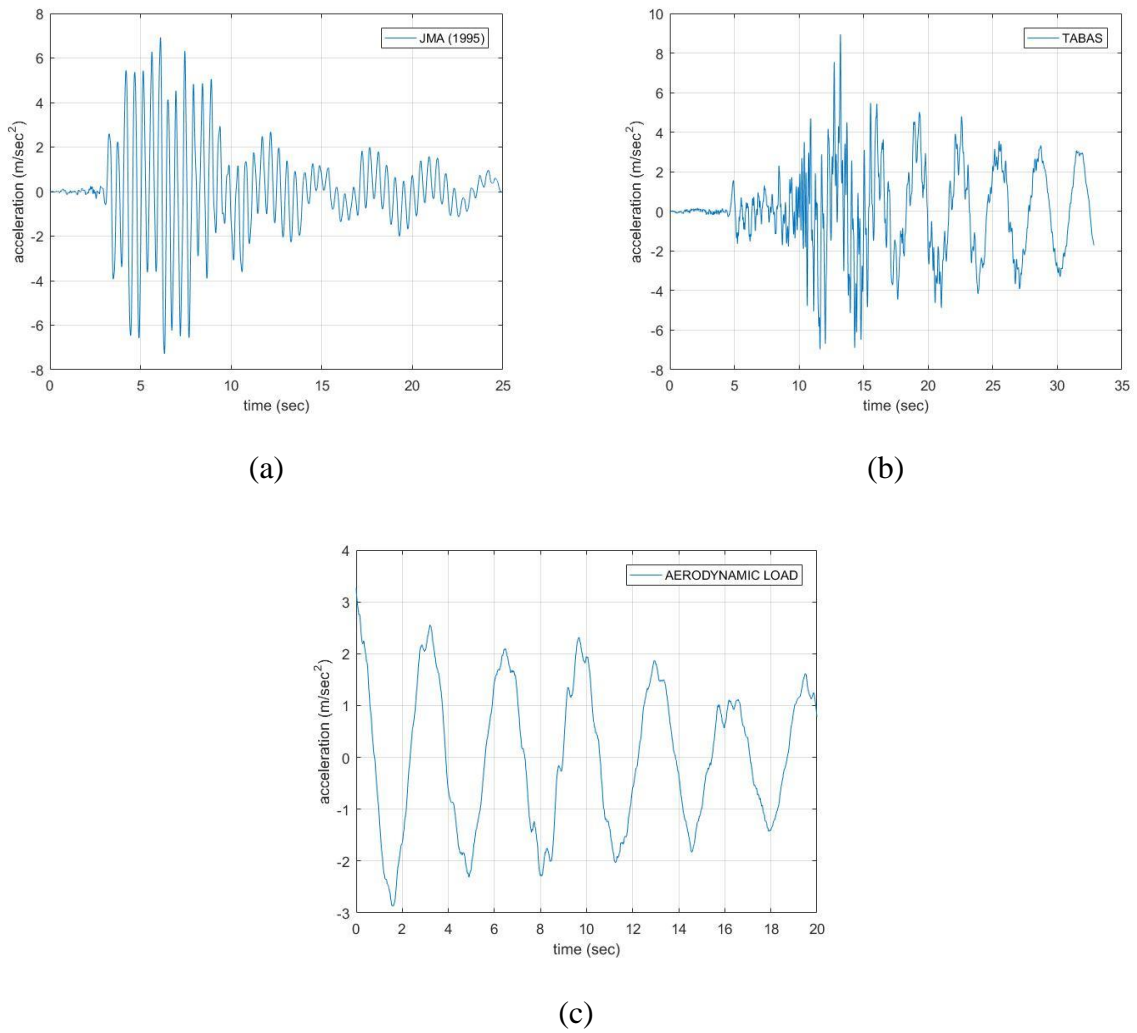 JMA (1995)
8
6
4
2
0
-2
-4
-6
-8
acceleration (m/sec²)
0 5 10 15 20 25
time (sec)
(a)
TABAS
10
8
6
4
2
0
-2
-4
-6
-8
acceleration (m/sec²)
0 5 10 15 20 25 30 35
time (sec)
(b)
AERODYNAMIC LOAD
4
3
2
1
0
-1
-2
-3
acceleration (m/sec²)
0 2 4 6 8 10 12 14 16 18 20
time (sec)
(c)